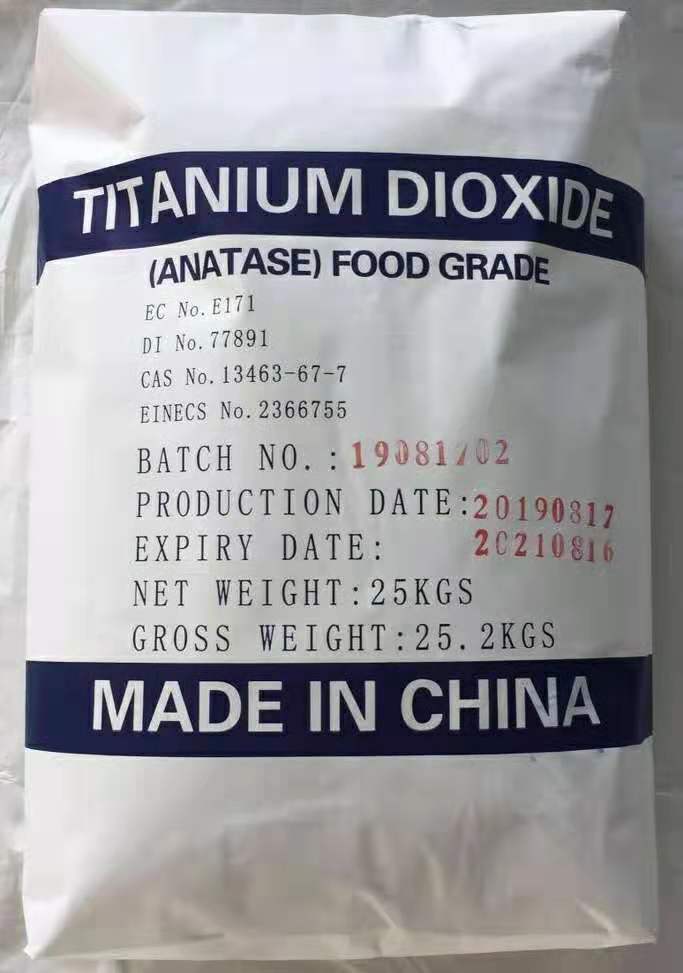 TITANIUM DIOXIDE
(ANATASE) FOOD GRADE
EC No.E171
DI No.77891
CAS No.13463-67-7
EINECS No.2366755
BATCH NO.:19081702
PRODUCTION DATE:20190817
EXPIRY DATE: 20210816
NET WEIGHT:25KGS
GROSS WEIGHT:25.2KGS
MADE IN CHINA